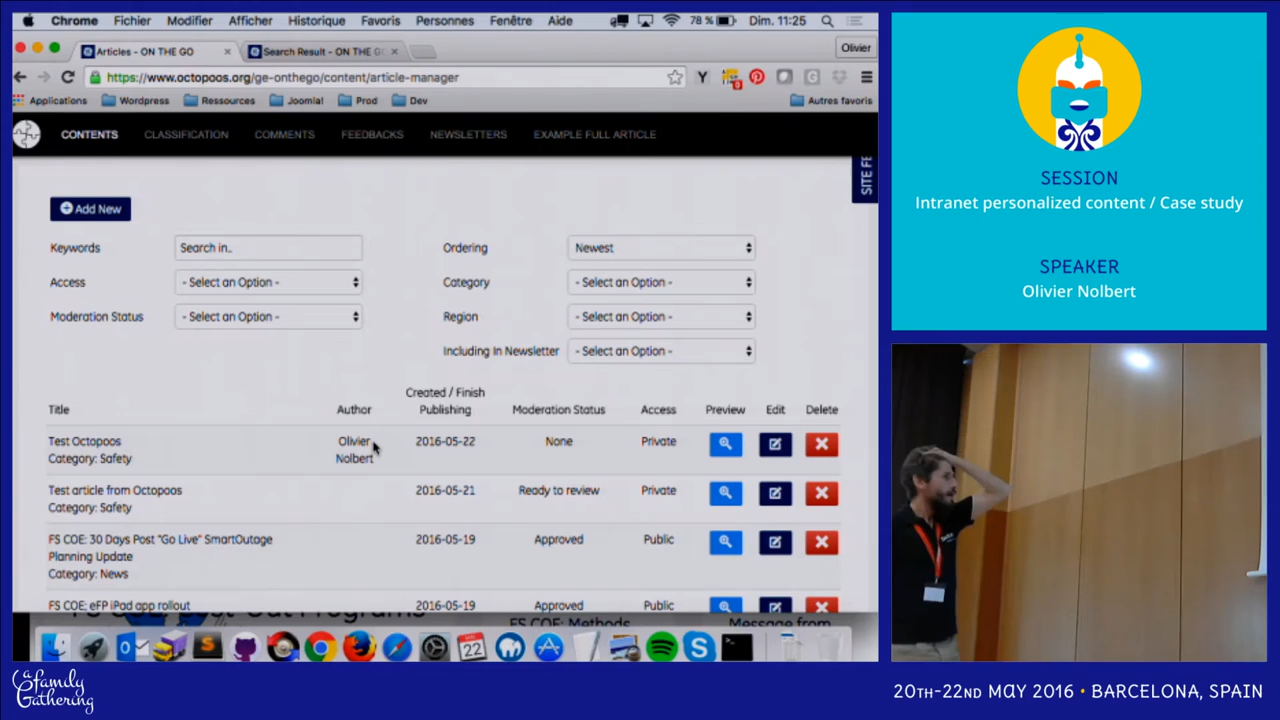 Chrome Fichier Modifier Afficher Historique Favoris Personnes Fenêtre Aide 78 % Dim. 11:25
Articles - ON THE GO Search Result - ON THE GO Olivier
https://www.octopoos.org/ge-onthego/content/article-manager
Applications Wordpress Ressources Joomla! Prod Dev Autres favoris
CONTENTS CLASSIFICATION COMMENTS FEEDBACKS NEWSLETTERS EXAMPLE FULL ARTICLE
SITE FE
Add New
Keywords Search in.. Ordering Newest
Access - Select an Option - Category - Select an Option -
Moderation Status - Select an Option - Region - Select an Option -
Including In Newsletter - Select an Option -
Created / Finish
Title Author Publishing Moderation Status Access Preview Edit Delete
Test Octopoos Olivier 2016-05-22 None Private
Category: Safety Nolbert
Test article from Octopoos 2016-05-21 Ready to review Private
Category: Safety
FS COE: 30 Days Post "Go Live" SmartOutage 2016-05-19 Approved Public
Planning Update
Category: News
FS COE: eFP iPad app rollout 2016-05-19 Approved Public
FS COE: Methods Message from
22
SESSION
Intranet personalized content / Case study
SPEAKER
Olivier Nolbert
a family
Gathering
20TH-22ND MAY 2016 • BARCELONA, SPAIN